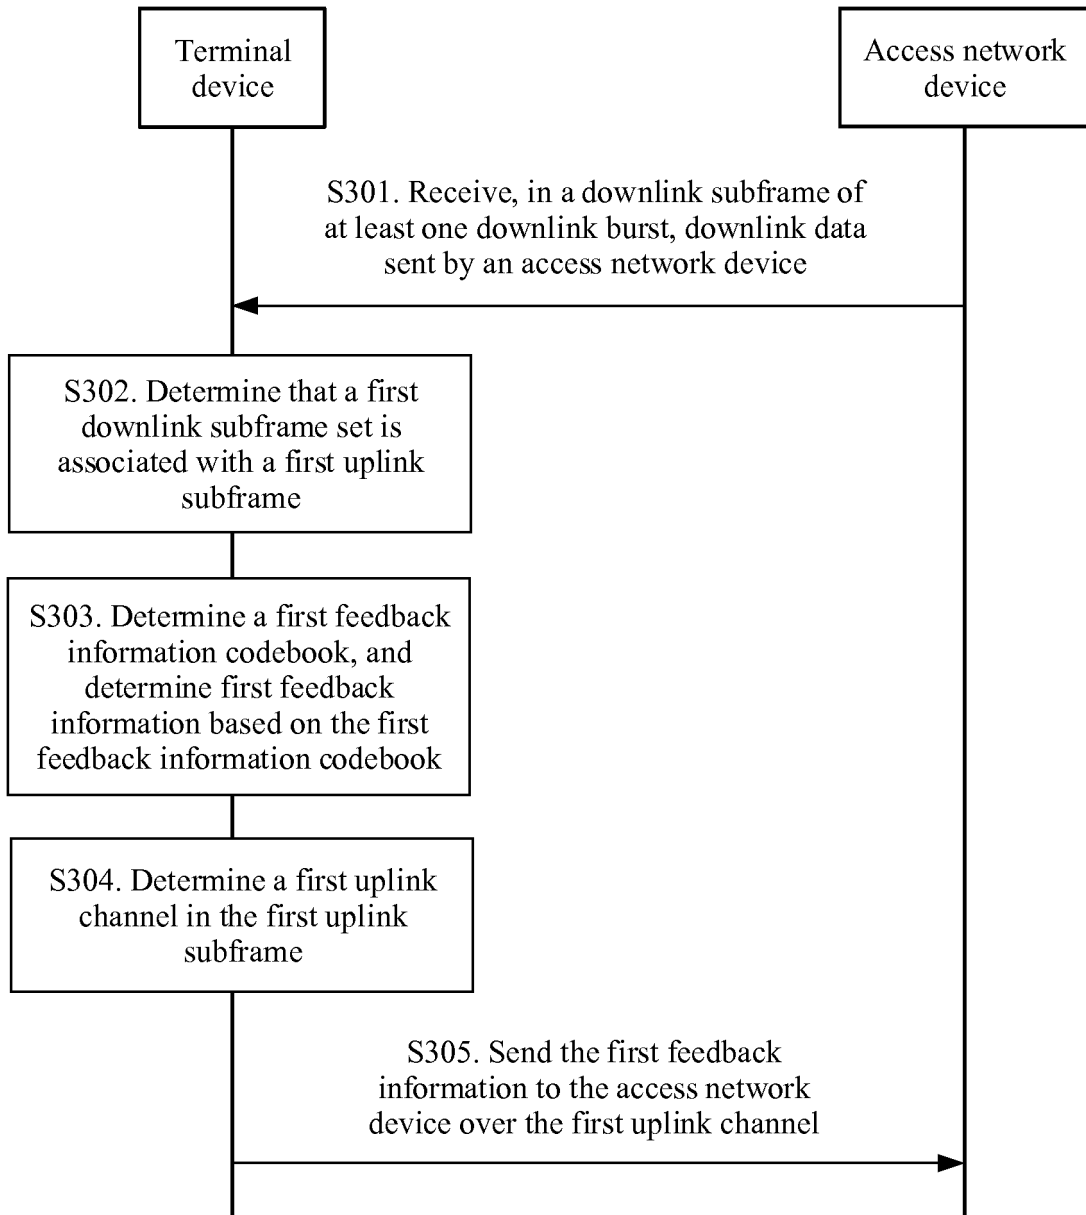 Terminal
device
Access network
device
S301. Receive, in a downlink subframe of
at least one downlink burst, downlink data
sent by an access network device
S302. Determine that a first
downlink subframe set is
associated with a first uplink
subframe
S303. Determine a first feedback
information codebook, and
determine first feedback
information based on the first
feedback information codebook
S304. Determine a first uplink
channel in the first uplink
subframe
S305. Send the first feedback
information to the access network
device over the first uplink channel